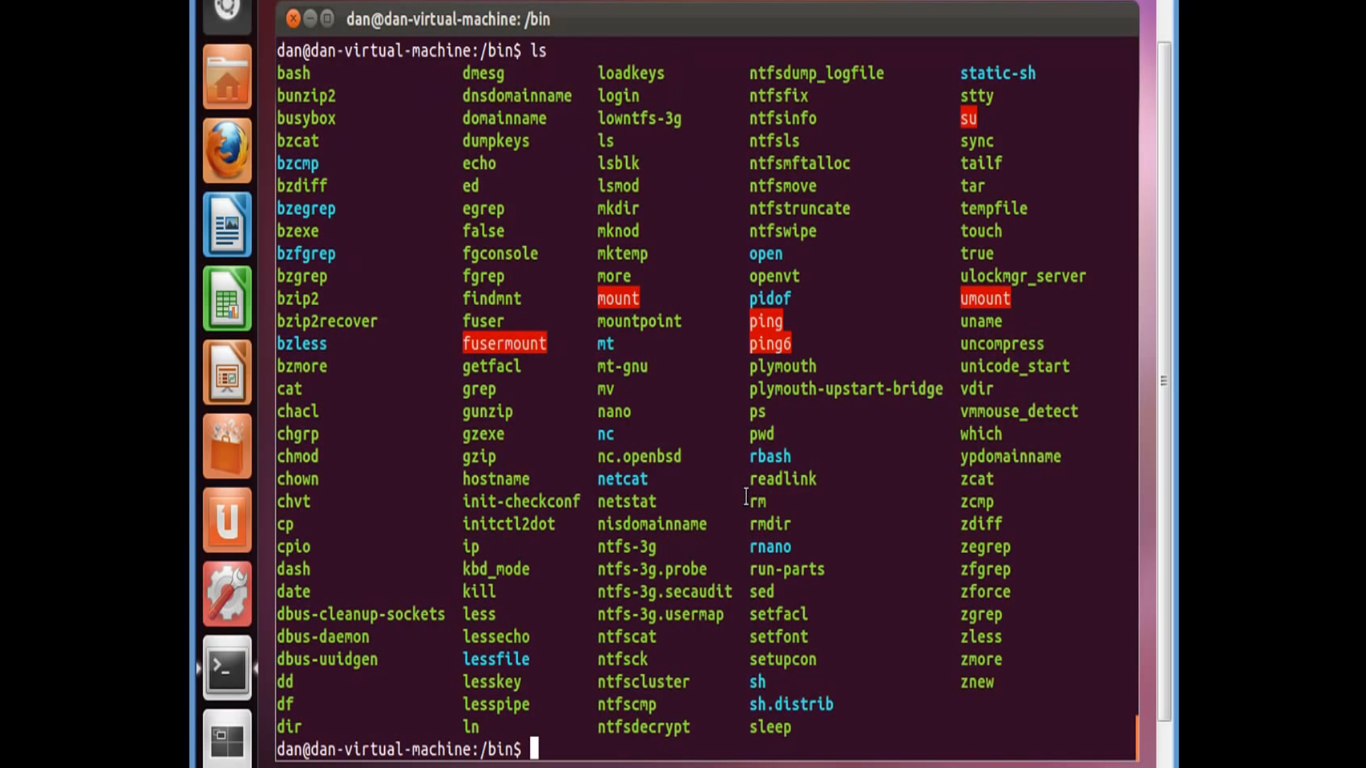 dan@dan-virtual-machine: /bin
dan@dan-virtual-machine:/bin$ ls
bash dmesg loadkeys ntfsdump_logfile static-sh
bunzip2 dnsdomainname login ntfsfix stty
busybox domainname lowntfs-3g ntfsinfo su
bzcat dumpkeys ls ntfsls sync
bzcmp echo lsblk ntfsmftalloc tailf
bzdiff ed lsmod ntfsmove tar
bzegrep egrep mkdir ntfstruncate tempfile
bzexe false mknod ntfswipe touch
bzfgrep fgconsole mktemp open true
bzgrep fgrep more openvt ulockmgr_server
bzip2 findmnt mount pidof umount
bzip2recover fuser mountpoint ping uname
bzless fusermount mt ping6 uncompress
bzmore getfacl mt-gnu plymouth unicode_start
cat grep mv plymouth-upstart-bridge vdir
chacl gunzip nano ps vmmouse_detect
chgrp gzexe nc pwd which
chmod gzip nc.openbsd rbash ypdomainname
chown hostname netcat readlink zcat
chvt init-checkconf netstat rm zcmp
cp initctl2dot nisdomainname rmdir zdiff
cpio ip ntfs-3g rnano zegrep
dash kbd_mode ntfs-3g.probe run-parts zfgrep
date kill ntfs-3g.secaudit sed zforce
dbus-cleanup-sockets less ntfs-3g.usermap setfacl zgrep
dbus-daemon lessecho ntfscat setfont zless
dbus-uuidgen lessfile ntfsck setupcon zmore
dd lesskey ntfscluster sh znew
df lesspipe ntfscmp sh.distrib
dir ln ntfsdecrypt sleep
dan@dan-virtual-machine:/bin$